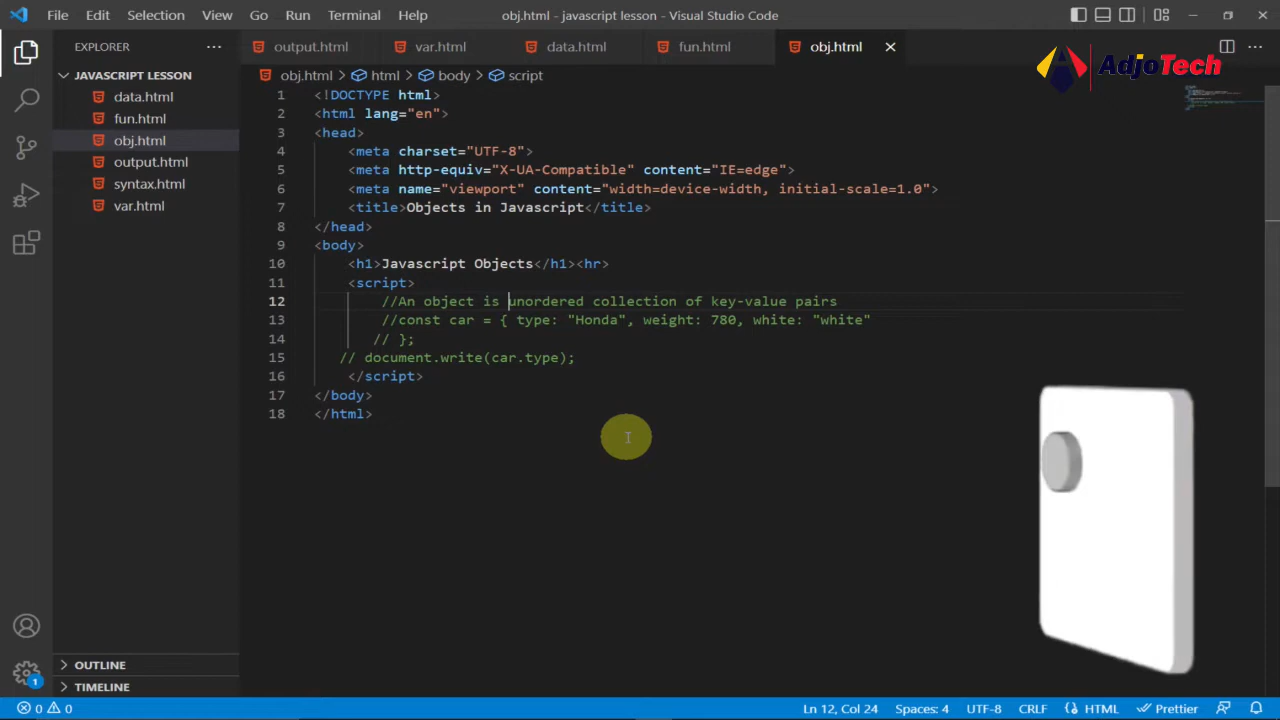 File Edit Selection View Go Run Terminal Help obj.html - javascript lesson - Visual Studio Code
EXPLORER
output.html var.html data.html fun.html obj.html
AdjoTech
JAVASCRIPT LESSON
data.html
fun.html
obj.html
output.html
syntax.html
var.html
obj.html > html > body > script
1 <!DOCTYPE html>
2 <html lang="en">
3 <head>
4 <meta charset="UTF-8">
5 <meta http-equiv="X-UA-Compatible" content="IE=edge">
6 <meta name="viewport" content="width=device-width, initial-scale=1.0">
7 <title>Objects in Javascript</title>
8 </head>
9 <body>
10 <h1>Javascript Objects</h1><hr>
11 <script>
12 //An object is unordered collection of key-value pairs
13 //const car = { type: "Honda", weight: 780, white: "white"
14 // };
15 // document.write(car.type);
16 </script>
17 </body>
18 </html>
OUTLINE
TIMELINE
1
0 0 Ln 12, Col 24 Spaces: 4 UTF-8 CRLF HTML Prettier